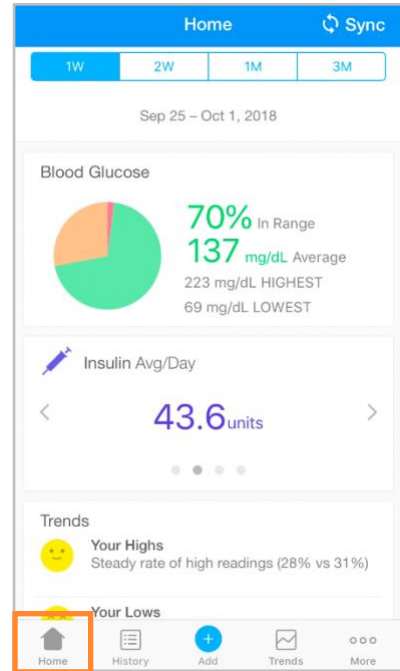 Home
Sync
1W 2W 1M 3M
Sep 25 – Oct 1, 2018
Blood Glucose
70% In Range
137 mg/dL Average
223 mg/dL HIGHEST
69 mg/dL LOWEST
Insulin Avg/Day
43.6 units
Trends
Your Highs
Steady rate of high readings (28% vs 31%)
Your Lows
Home History Add Trends More